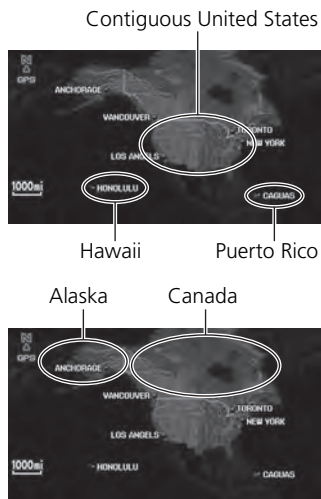 Contiguous United States
N
GPS
ANCHORAGE
VANCOUVER
TORONTO
NEW YORK
LOS ANGELS
1000mi
HONOLULU
CAGUAS
Hawaii
Puerto Rico
Alaska
Canada
N
GPS
ANCHORAGE
VANCOUVER
TORONTO
NEW YORK
LOS ANGELS
1000mi
HONOLULU
CAGUAS